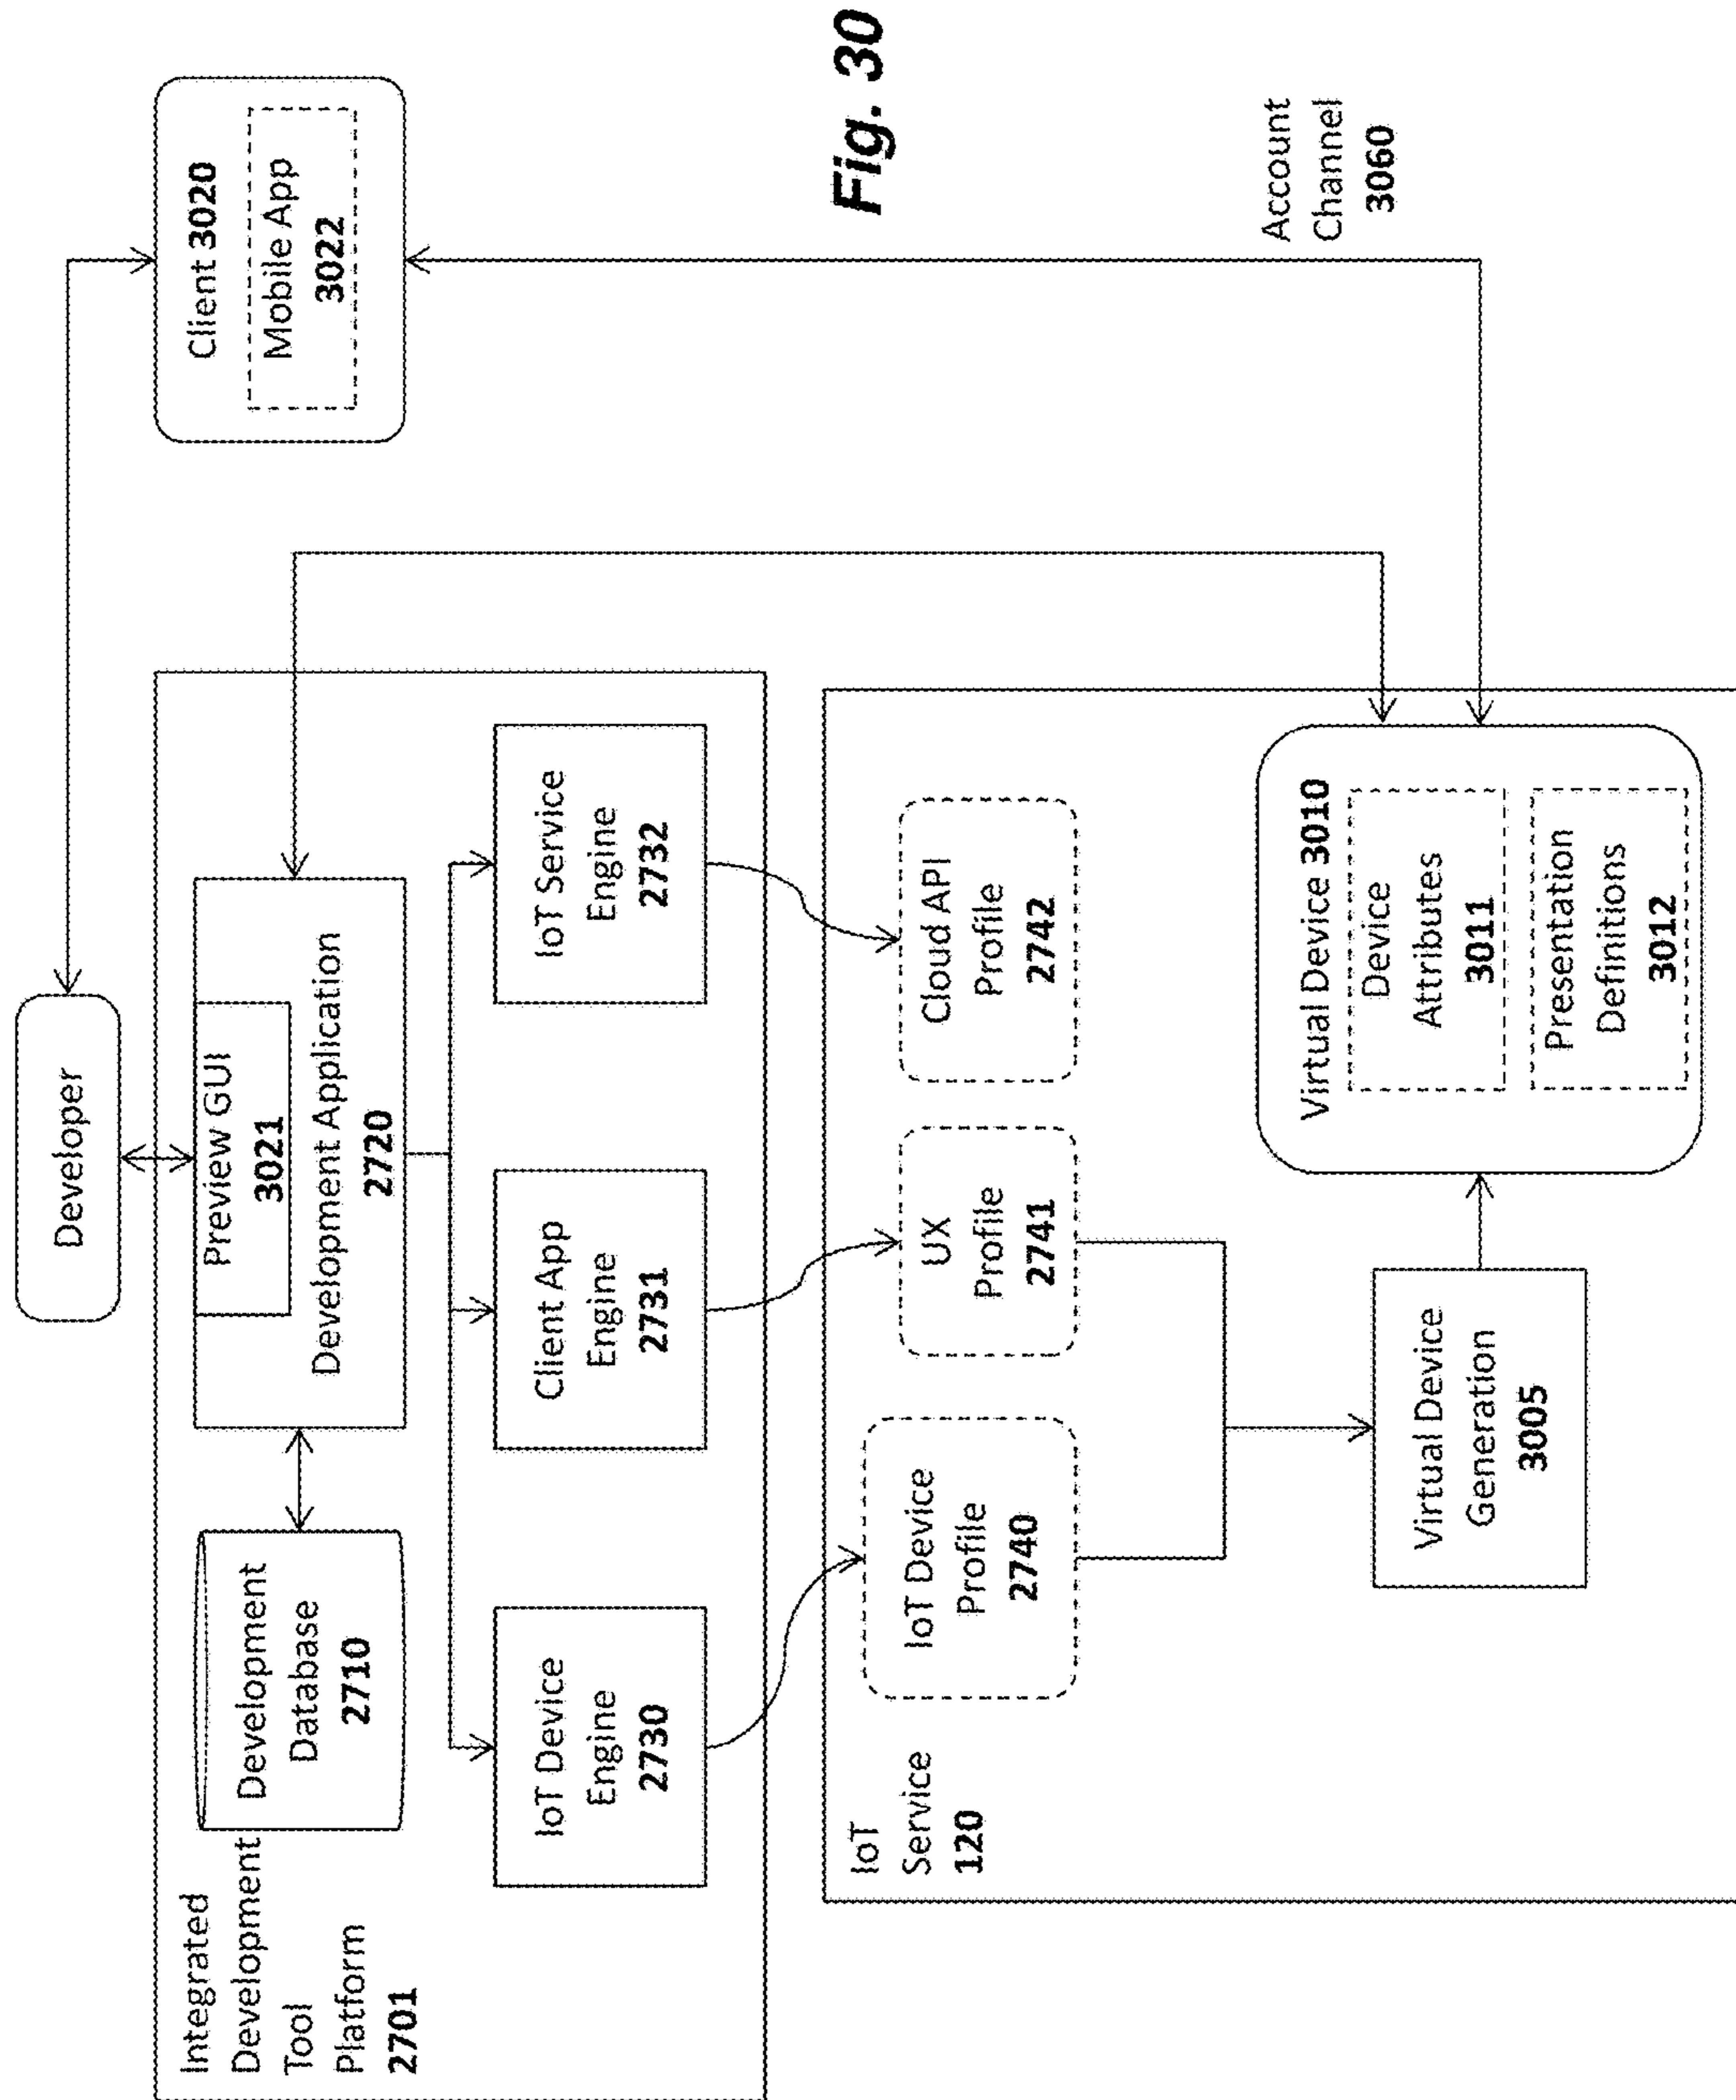 Developer
Client 3020
Mobile App
3022
Integrated
Development
Tool
Platform
2701
Development
Database
2710
Preview GUI
3021
Development Application
2720
IoT Device
Engine
2730
Client App
Engine
2731
IoT Service
Engine
2732
IoT
Service
120
IoT Device
Profile
2740
UX
Profile
2741
Cloud API
Profile
2742
Virtual Device
Generation
3005
Virtual Device 3010
Device
Attributes
3011
Presentation
Definitions
3012
Account
Channel
3060
Fig. 30